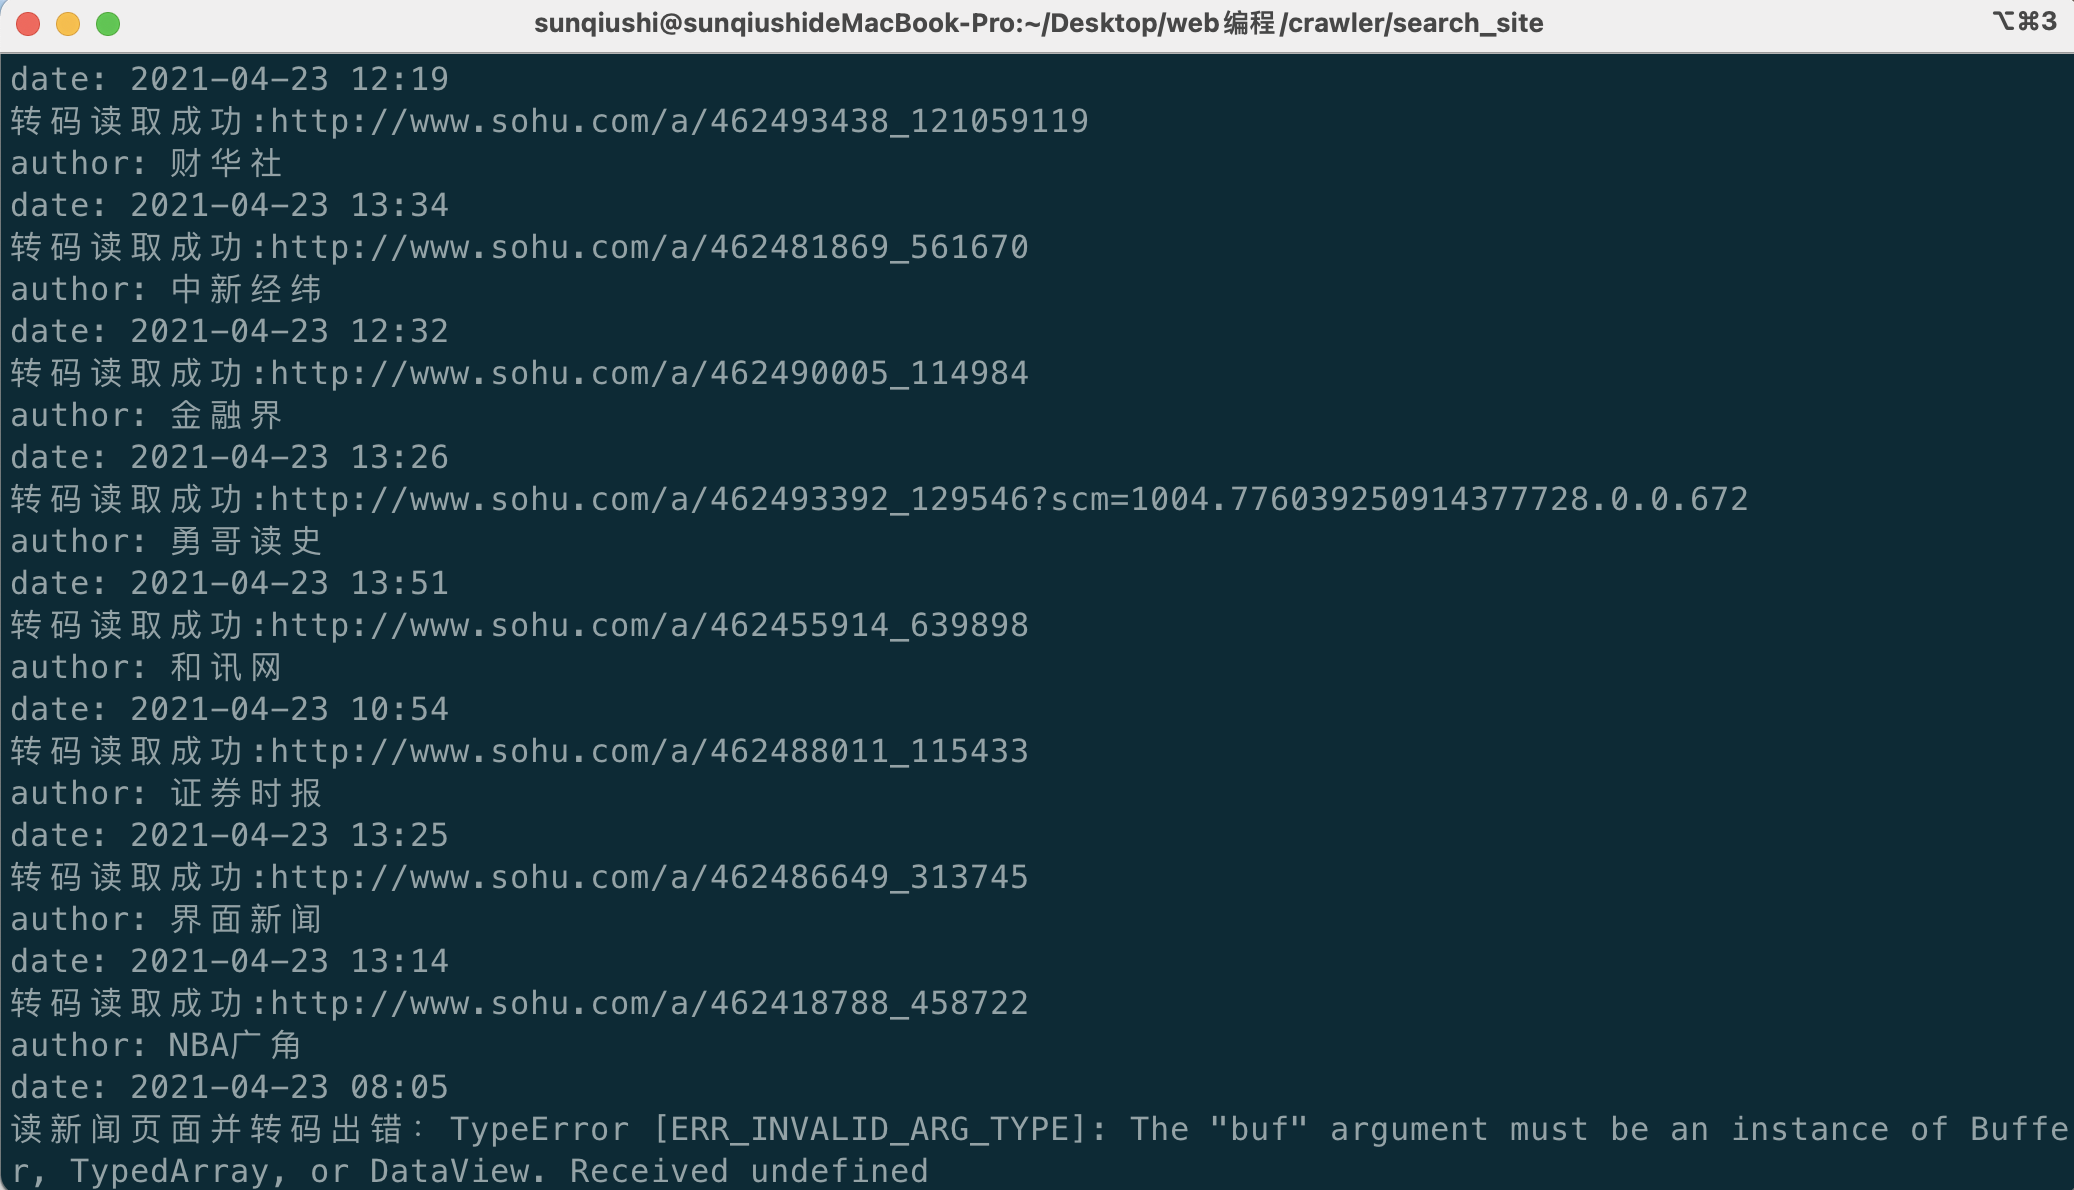 sunqiushi@sunqiushideMacBook-Pro:~/Desktop/web编程/crawler/search_site
⌥⌘3
date: 2021-04-23 12:19
转码读取成功:http://www.sohu.com/a/462493438_121059119
author: 财华社
date: 2021-04-23 13:34
转码读取成功:http://www.sohu.com/a/462481869_561670
author: 中新经纬
date: 2021-04-23 12:32
转码读取成功:http://www.sohu.com/a/462490005_114984
author: 金融界
date: 2021-04-23 13:26
转码读取成功:http://www.sohu.com/a/462493392_129546?scm=1004.776039250914377728.0.0.672
author: 勇哥读史
date: 2021-04-23 13:51
转码读取成功:http://www.sohu.com/a/462455914_639898
author: 和讯网
date: 2021-04-23 10:54
转码读取成功:http://www.sohu.com/a/462488011_115433
author: 证券时报
date: 2021-04-23 13:25
转码读取成功:http://www.sohu.com/a/462486649_313745
author: 界面新闻
date: 2021-04-23 13:14
转码读取成功:http://www.sohu.com/a/462418788_458722
author: NBA广角
date: 2021-04-23 08:05
读新闻页面并转码出错：TypeError [ERR_INVALID_ARG_TYPE]: The "buf" argument must be an instance of Buffe
r, TypedArray, or DataView. Received undefined